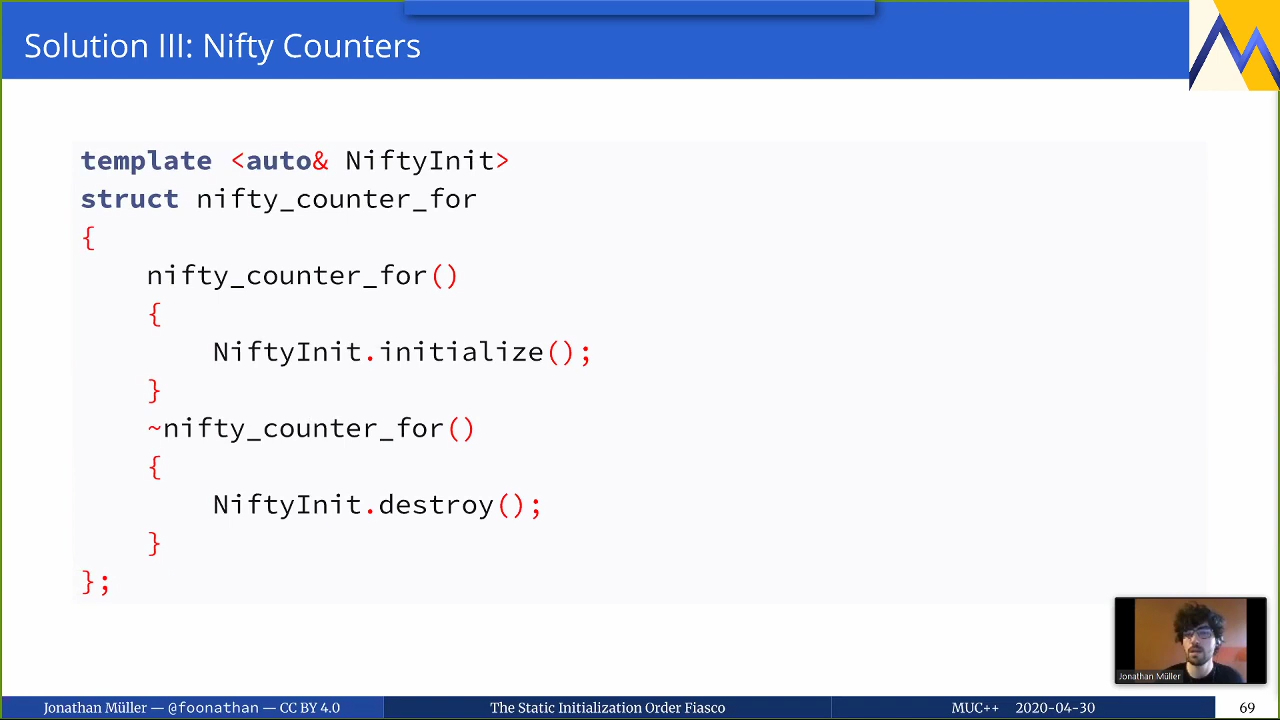 Solution III: Nifty Counters
template <auto& NiftyInit>
struct nifty_counter_for
{
    nifty_counter_for()
    {
        NiftyInit.initialize();
    }
    ~nifty_counter_for()
    {
        NiftyInit.destroy();
    }
};
Jonathan Müller
Jonathan Müller — @foonathan — CC BY 4.0 The Static Initialization Order Fiasco MUC++ 2020-04-30 69